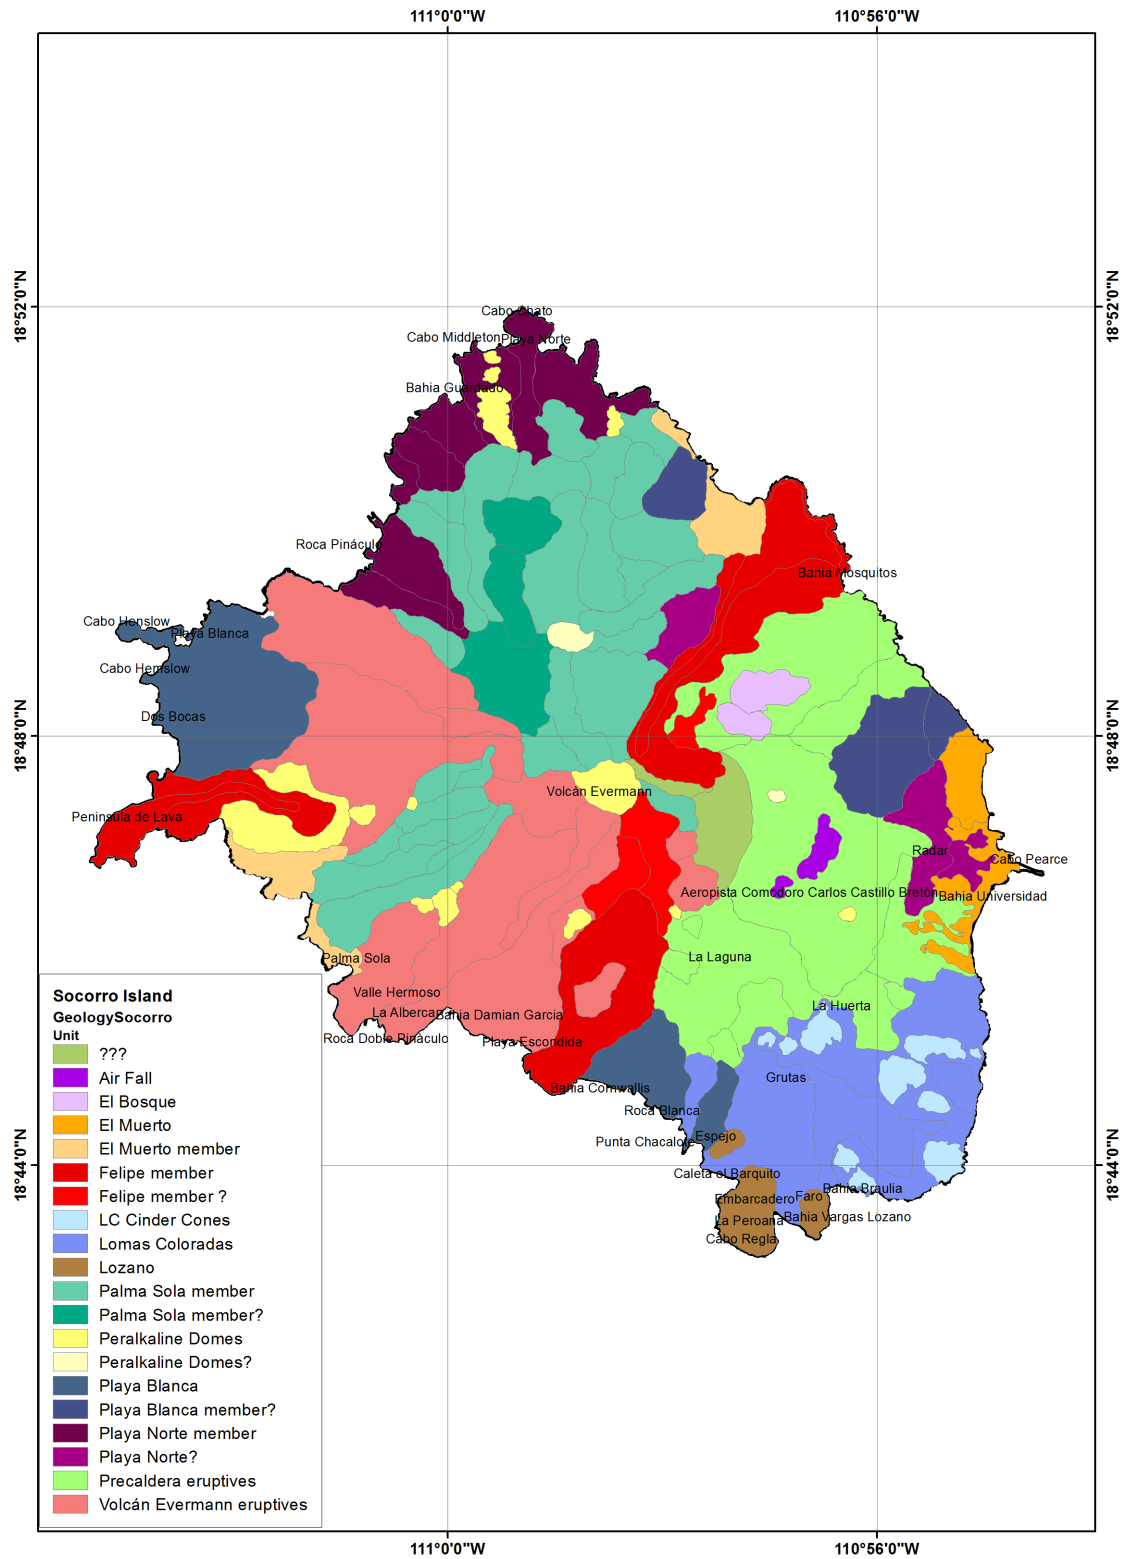 111°0'0"W
110°56'0"W
18°52'0"N
18°52'0"N
Cabo Chato
Cabo Middleton
Playa Norte
Bahia Guardado
Roca Pináculo
Bahia Mosquitos
Cabo Henslow
Playa Blanca
Cabo Hemslow
Dos Bocas
18°48'0"N
18°48'0"N
Volcán Evermann
Peninsula de Lava
Radar
Cabo Pearce
Aeropista Comodoro Carlos Castillo Bretón
Bahia Universidad
Palma Sola
La Laguna
Valle Hermoso
La Huerta
La Alberca
Bahia Damian Garcia
Roca Doble Pináculo
Playa Escondida
Grutas
Bahia Cornwallis
Roca Blanca
Espejo
Punta Chacalote
18°44'0"N
18°44'0"N
Caleta el Barquito
Bahia Braulia
Embarcadero
Faro
La Peroana
Bahia Vargas Lozano
Cabo Regla
Socorro Island
GeologySocorro
Unit
???
Air Fall
El Bosque
El Muerto
El Muerto member
Felipe member
Felipe member ?
LC Cinder Cones
Lomas Coloradas
Lozano
Palma Sola member
Palma Sola member?
Peralkaline Domes
Peralkaline Domes?
Playa Blanca
Playa Blanca member?
Playa Norte member
Playa Norte?
Precaldera eruptives
Volcán Evermann eruptives
111°0'0"W
110°56'0"W